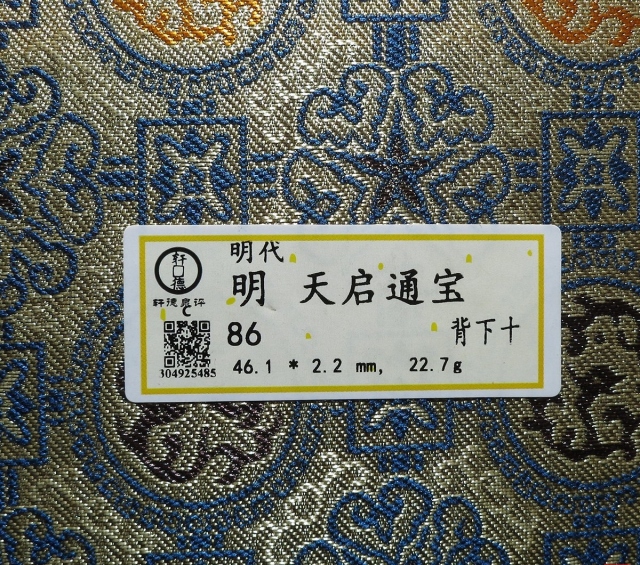 轩德
明代
明 天启通宝
轩德良评
86
背下十
46.1 * 2.2 mm, 22.7g
304925485